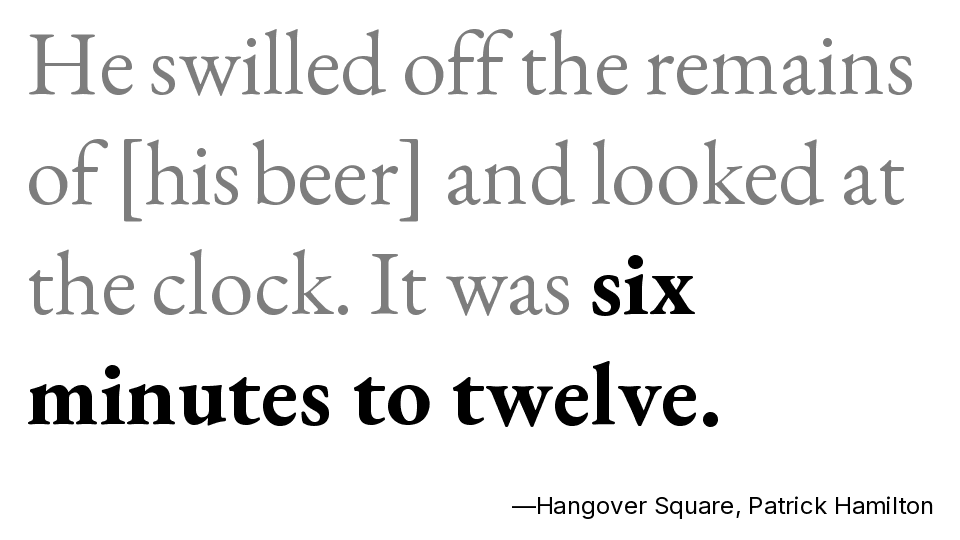 He swilled off the remains
of [his beer] and looked at
the clock. It was six
minutes to twelve.
—Hangover Square, Patrick Hamilton